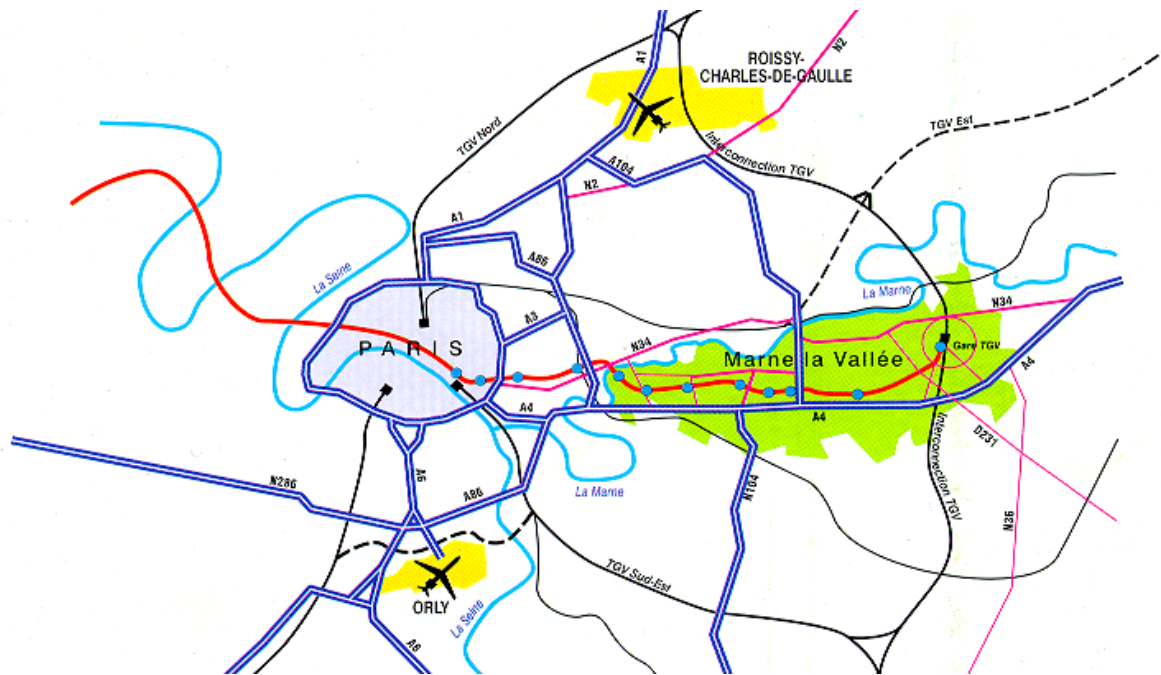 A1
N2
ROISSY-
CHARLES-DE-GAULLE
TGV Nord
TGV Est
Interconnection TGV
A104
N2
A1
A86
La Seine
La Marne
N34
A3
PARIS
N34
Marne la Vallée
Gare TGV
A4
A4
A4
D231
Interconnection TGV
A6
N286
A86
La Marne
N104
N36
TGV Sud-Est
ORLY
La Seine
A6